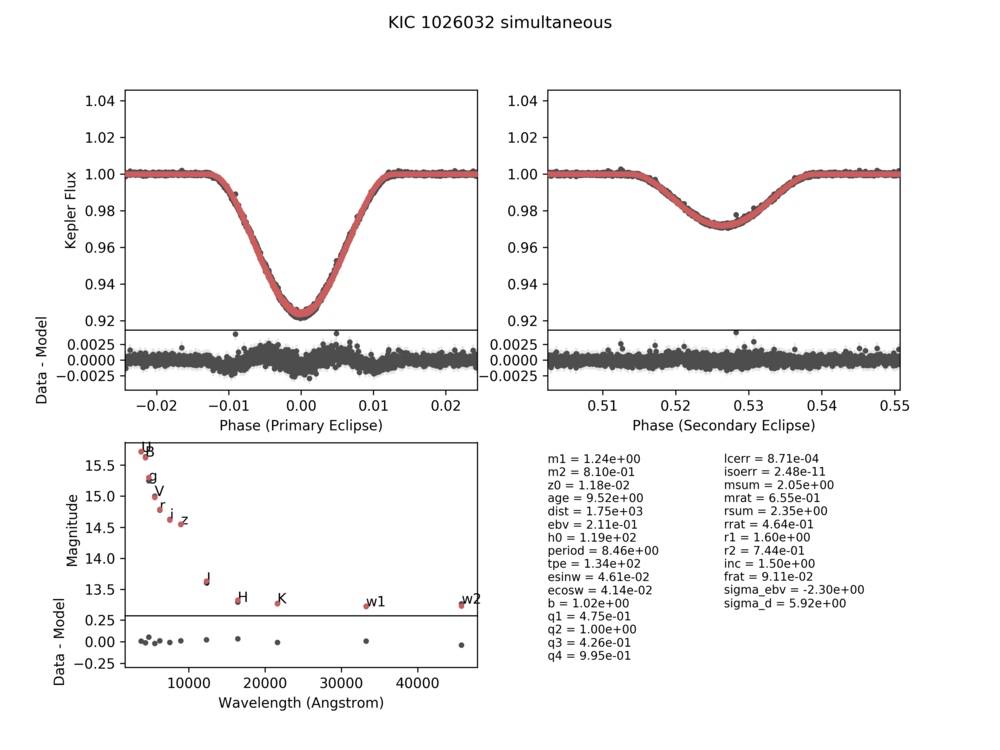 KIC 1026032 simultaneous
1.04
1.02
1.00
0.98
0.96
0.94
0.92
Kepler Flux
0.0025
0.0000
−0.0025
Data - Model
−0.02 −0.01 0.00 0.01 0.02
Phase (Primary Eclipse)
1.04
1.02
1.00
0.98
0.96
0.94
0.92
0.0025
0.0000
−0.0025
0.51 0.52 0.53 0.54 0.55
Phase (Secondary Eclipse)
15.5
15.0
14.5
14.0
13.5
Magnitude
U
B
g
V
r
i
z
J
H
K
w1
w2
0.25
0.00
−0.25
Data - Model
10000 20000 30000 40000
Wavelength (Angstrom)
m1 = 1.24e+00
m2 = 8.10e-01
z0 = 1.18e-02
age = 9.52e+00
dist = 1.75e+03
ebv = 2.11e-01
h0 = 1.19e+02
period = 8.46e+00
tpe = 1.34e+02
esinw = 4.61e-02
ecosw = 4.14e-02
b = 1.02e+00
q1 = 4.75e-01
q2 = 1.00e+00
q3 = 4.26e-01
q4 = 9.95e-01
lcerr = 8.71e-04
isoerr = 2.48e-11
msum = 2.05e+00
mrat = 6.55e-01
rsum = 2.35e+00
rrat = 4.64e-01
r1 = 1.60e+00
r2 = 7.44e-01
inc = 1.50e+00
frat = 9.11e-02
sigma_ebv = -2.30e+00
sigma_d = 5.92e+00